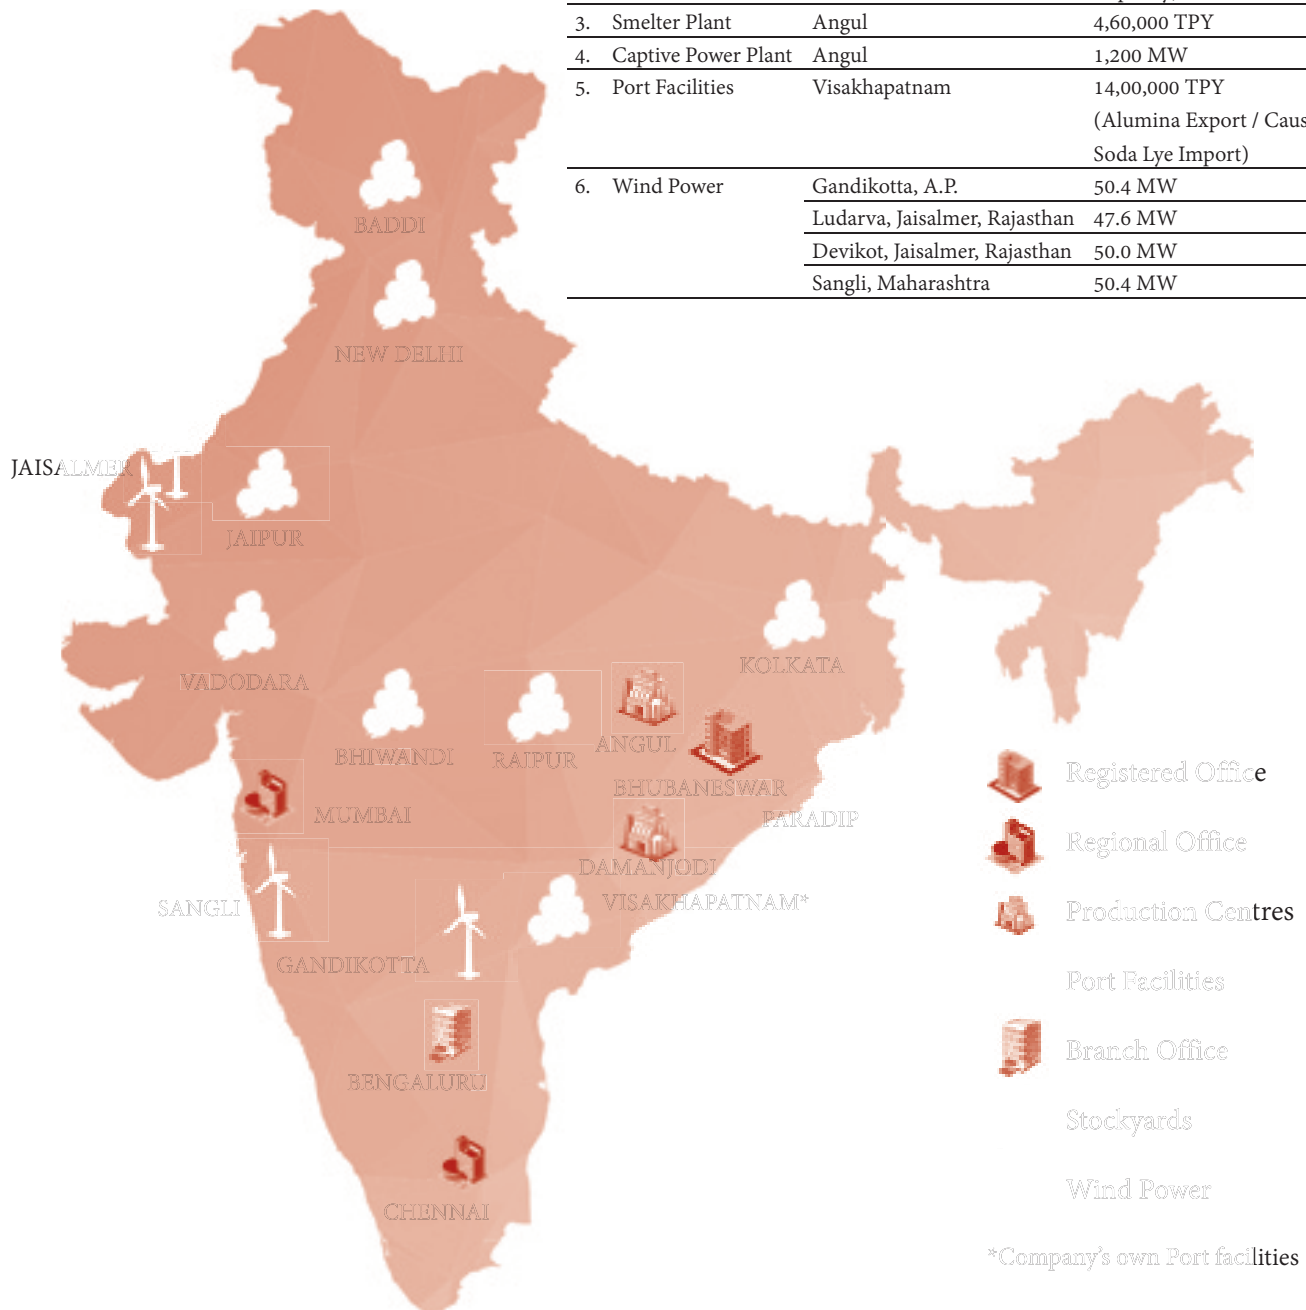 3. Smelter Plant Angul 4,60,000 TPY
4. Captive Power Plant Angul 1,200 MW
5. Port Facilities Visakhapatnam 14,00,000 TPY
(Alumina Export / Caus
Soda Lye Import)
6. Wind Power Gandikotta, A.P. 50.4 MW
Ludarva, Jaisalmer, Rajasthan 47.6 MW
Devikot, Jaisalmer, Rajasthan 50.0 MW
Sangli, Maharashtra 50.4 MW
BADDI
NEW DELHI
JAISALMER
JAIPUR
VADODARA
KOLKATA
BHIWANDI
RAIPUR
ANGUL
BHUBANESWAR
MUMBAI
PARADIP
DAMANJODI
SANGLI
VISAKHAPATNAM*
GANDIKOTTA
BENGALURU
CHENNAI
Registered Office
Regional Office
Production Centres
Port Facilities
Branch Office
Stockyards
Wind Power
*Company's own Port facilities